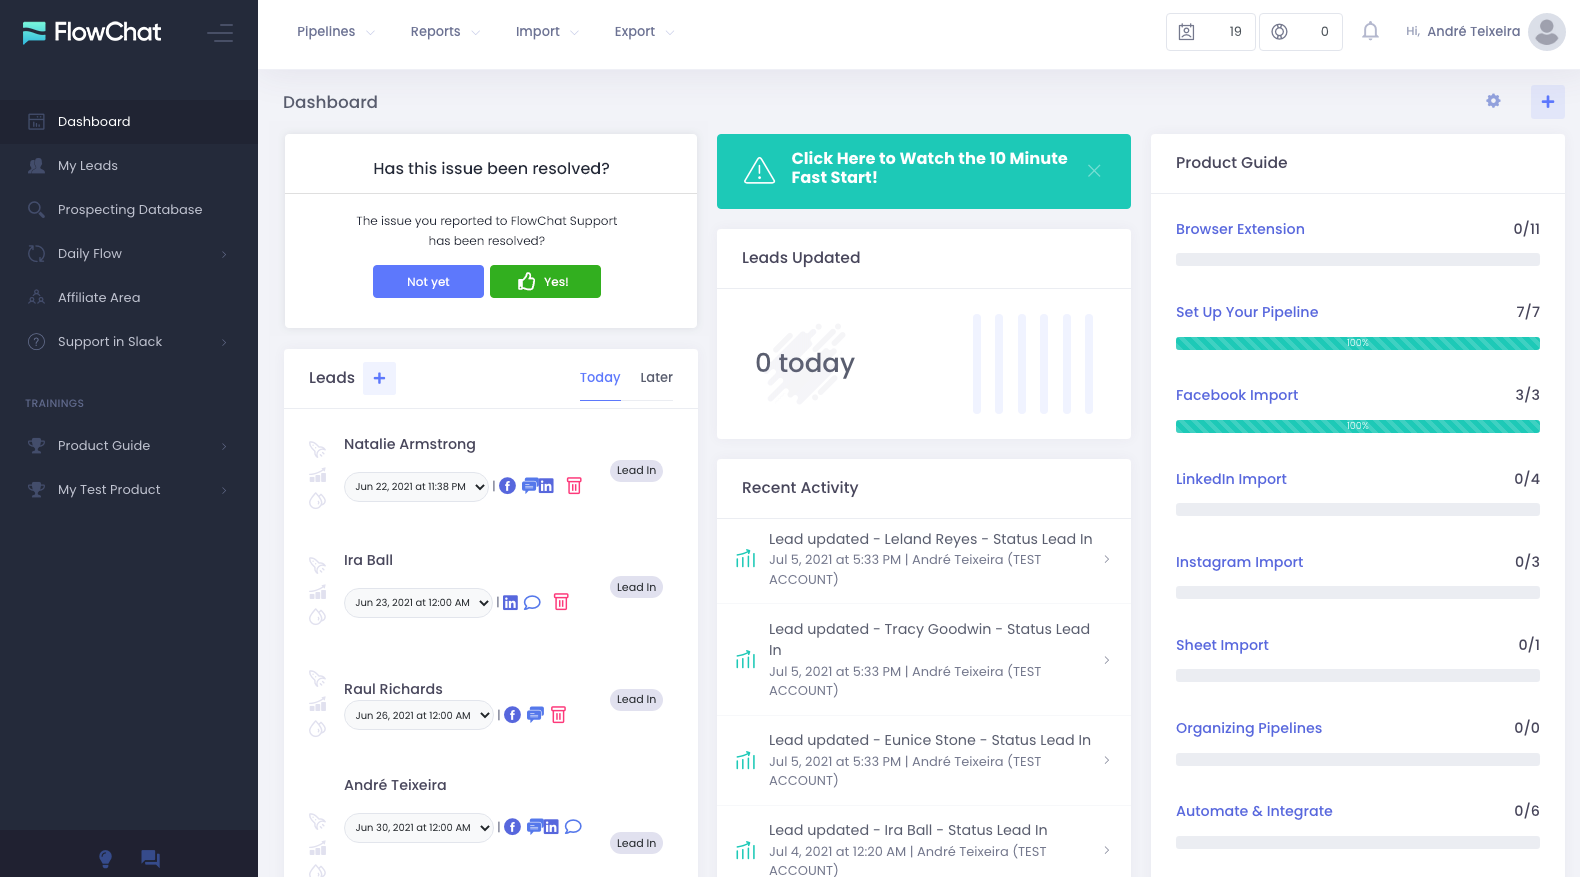 FlowChat
Pipelines
Reports
Import
Export
19
0
Hi, André Teixeira
Dashboard
My Leads
Prospecting Database
Daily Flow
Affiliate Area
Support in Slack
TRAININGS
Product Guide
My Test Product
Dashboard
Has this issue been resolved?
The issue you reported to FlowChat Support
has been resolved?
Not yet
Yes!
Leads
Today
Later
Natalie Armstrong
Jun 22, 2021 at 11:38 PM
|
Lead In
Ira Ball
Jun 23, 2021 at 12:00 AM
|
Lead In
Raul Richards
Jun 26, 2021 at 12:00 AM
|
Lead In
André Teixeira
Jun 30, 2021 at 12:00 AM
|
Lead In
Click Here to Watch the 10 Minute
Fast Start!
Leads Updated
0 today
Recent Activity
Lead updated - Leland Reyes - Status Lead In
Jul 5, 2021 at 5:33 PM | André Teixeira (TEST
ACCOUNT)
Lead updated - Tracy Goodwin - Status Lead
In
Jul 5, 2021 at 5:33 PM | André Teixeira (TEST
ACCOUNT)
Lead updated - Eunice Stone - Status Lead In
Jul 5, 2021 at 5:33 PM | André Teixeira (TEST
ACCOUNT)
Lead updated - Ira Ball - Status Lead In
Jul 4, 2021 at 12:20 AM | André Teixeira (TEST
ACCOUNT)
Product Guide
Browser Extension 0/11
Set Up Your Pipeline 7/7
100%
Facebook Import 3/3
100%
LinkedIn Import 0/4
Instagram Import 0/3
Sheet Import 0/1
Organizing Pipelines 0/0
Automate & Integrate 0/6